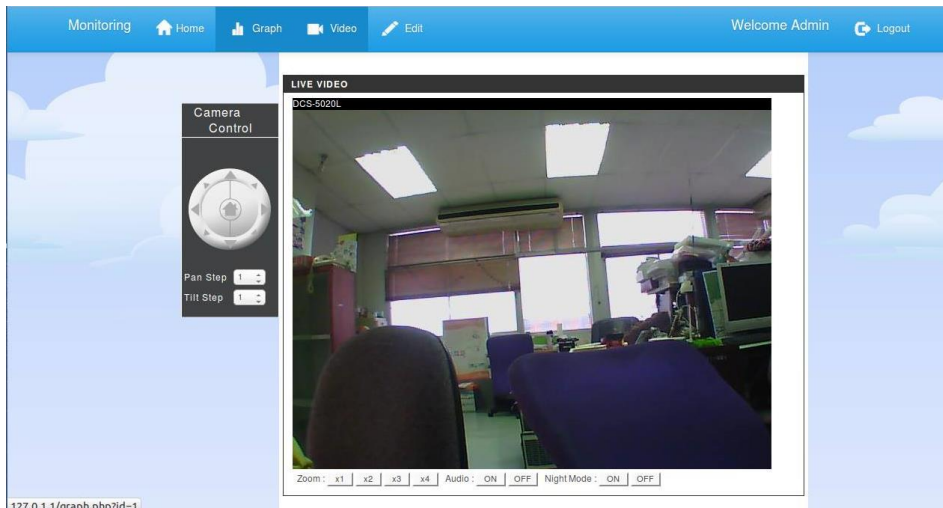 Monitoring Home Graph Video Edit Welcome Admin Logout
LIVE VIDEO
DCS-5020L
Camera
Control
Pan Step 1
Tilt Step 1
Zoom : x1 x2 x3 x4 Audio : ON OFF Night Mode : ON OFF
127.0.1.1/graph.php?id=1